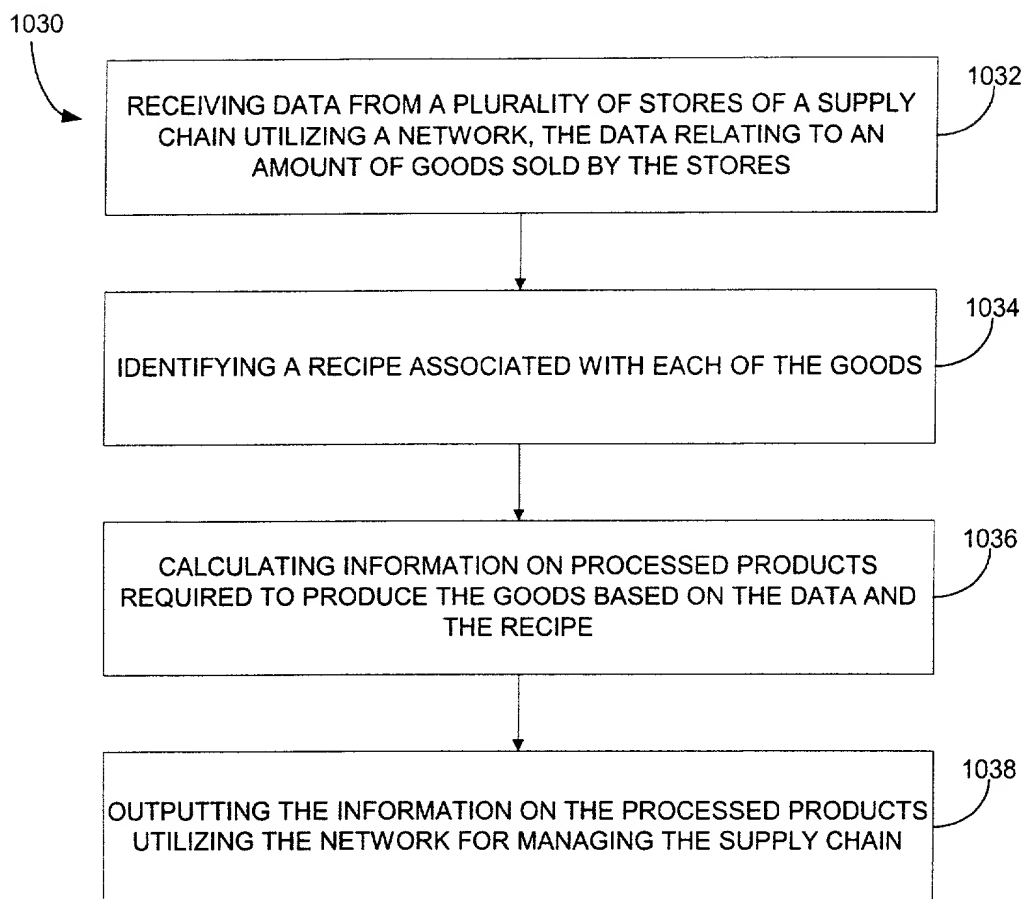 1030
1032
RECEIVING DATA FROM A PLURALITY OF STORES OF A SUPPLY
CHAIN UTILIZING A NETWORK, THE DATA RELATING TO AN
AMOUNT OF GOODS SOLD BY THE STORES
1034
IDENTIFYING A RECIPE ASSOCIATED WITH EACH OF THE GOODS
1036
CALCULATING INFORMATION ON PROCESSED PRODUCTS
REQUIRED TO PRODUCE THE GOODS BASED ON THE DATA AND
THE RECIPE
1038
OUTPUTTING THE INFORMATION ON THE PROCESSED PRODUCTS
UTILIZING THE NETWORK FOR MANAGING THE SUPPLY CHAIN